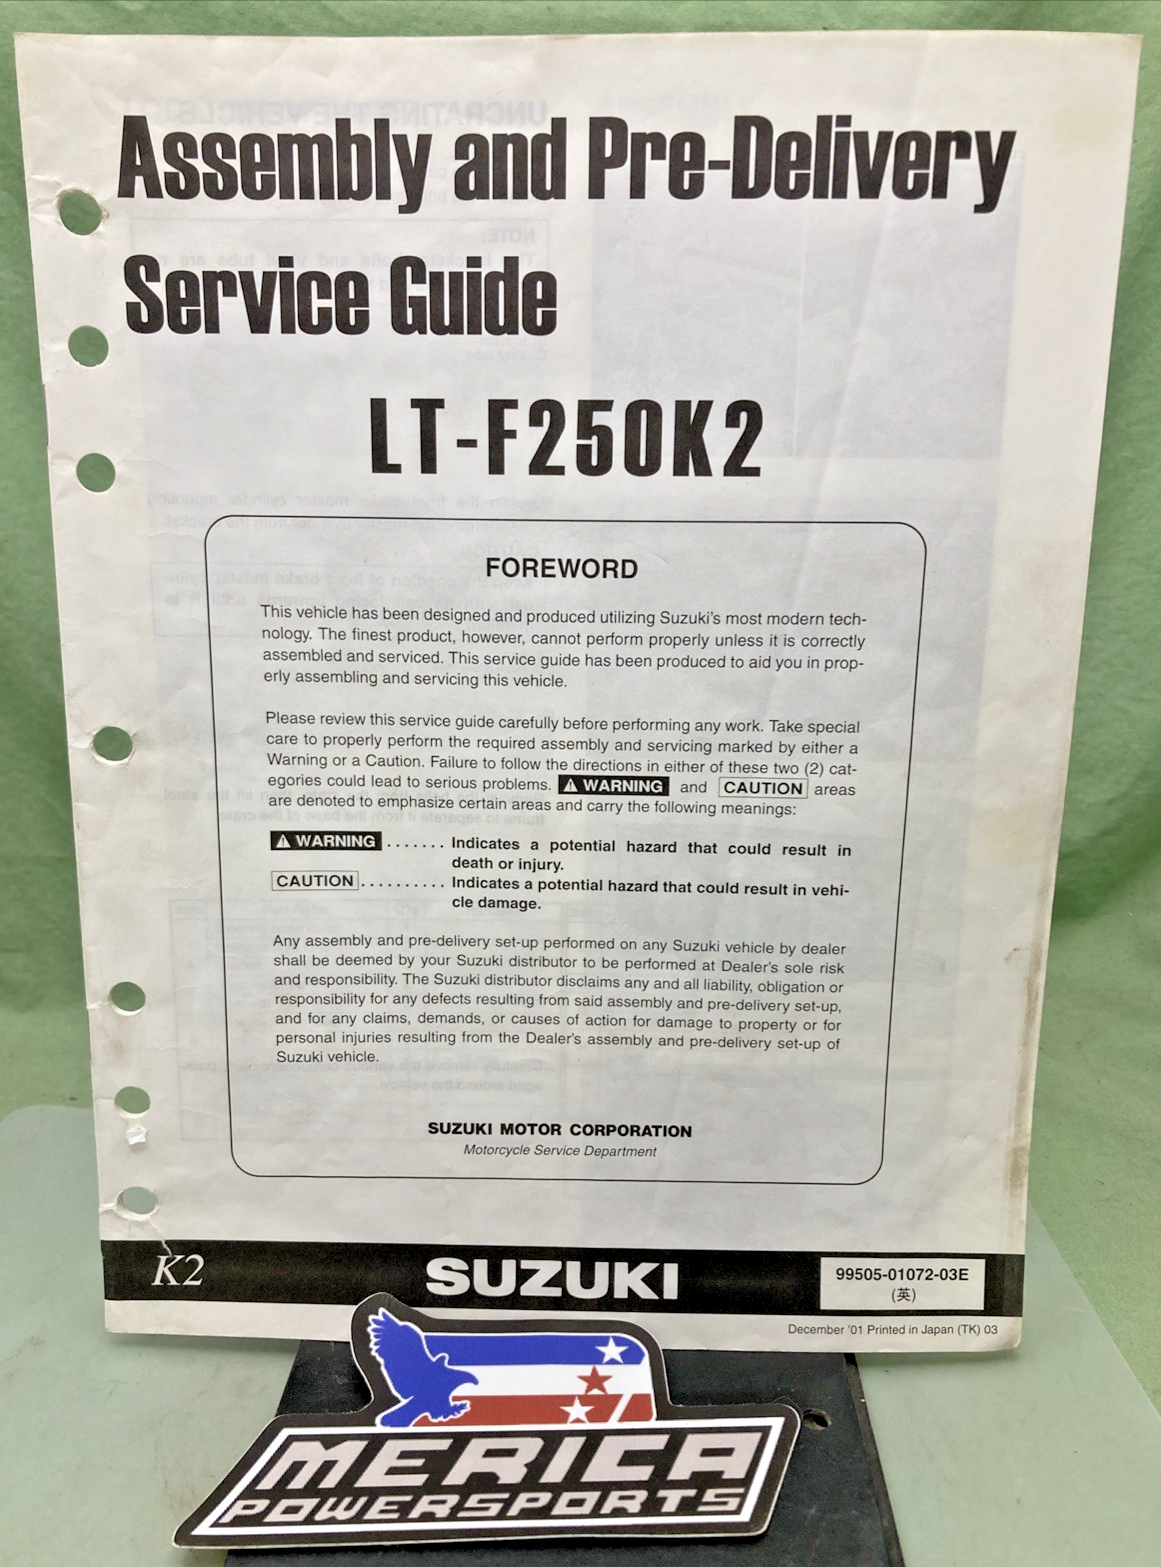 Assembly and Pre-Delivery
Service Guide
LT-F250K2
FOREWORD
This vehicle has been designed and produced utilizing Suzuki's most modern tech-
nology. The finest product, however, cannot perform properly unless it is correctly
assembled and serviced. This service guide has been produced to aid you in prop-
erly assembling and servicing this vehicle.
Please review this service guide carefully before performing any work. Take special
care to properly perform the required assembly and servicing marked by either a
Warning or a Caution. Failure to follow the directions in either of these two (2) cat-
egories could lead to serious problems. ⚠ WARNING and CAUTION areas
are denoted to emphasize certain areas and carry the following meanings:
⚠ WARNING ....... Indicates a potential hazard that could result in
death or injury.
CAUTION .......... Indicates a potential hazard that could result in vehi-
cle damage.
Any assembly and pre-delivery set-up performed on any Suzuki vehicle by dealer
shall be deemed by your Suzuki distributor to be performed at Dealer's sole risk
and responsibility. The Suzuki distributor disclaims any and all liability, obligation or
responsibility for any defects resulting from said assembly and pre-delivery set-up,
and for any claims, demands, or causes of action for damage to property or for
personal injuries resulting from the Dealer's assembly and pre-delivery set-up of
Suzuki vehicle.
SUZUKI MOTOR CORPORATION
Motorcycle Service Department
K2 SUZUKI 99505-01072-03E
(英)
December '01 Printed in Japan (TK) 03
MERICA
POWERSPORTS